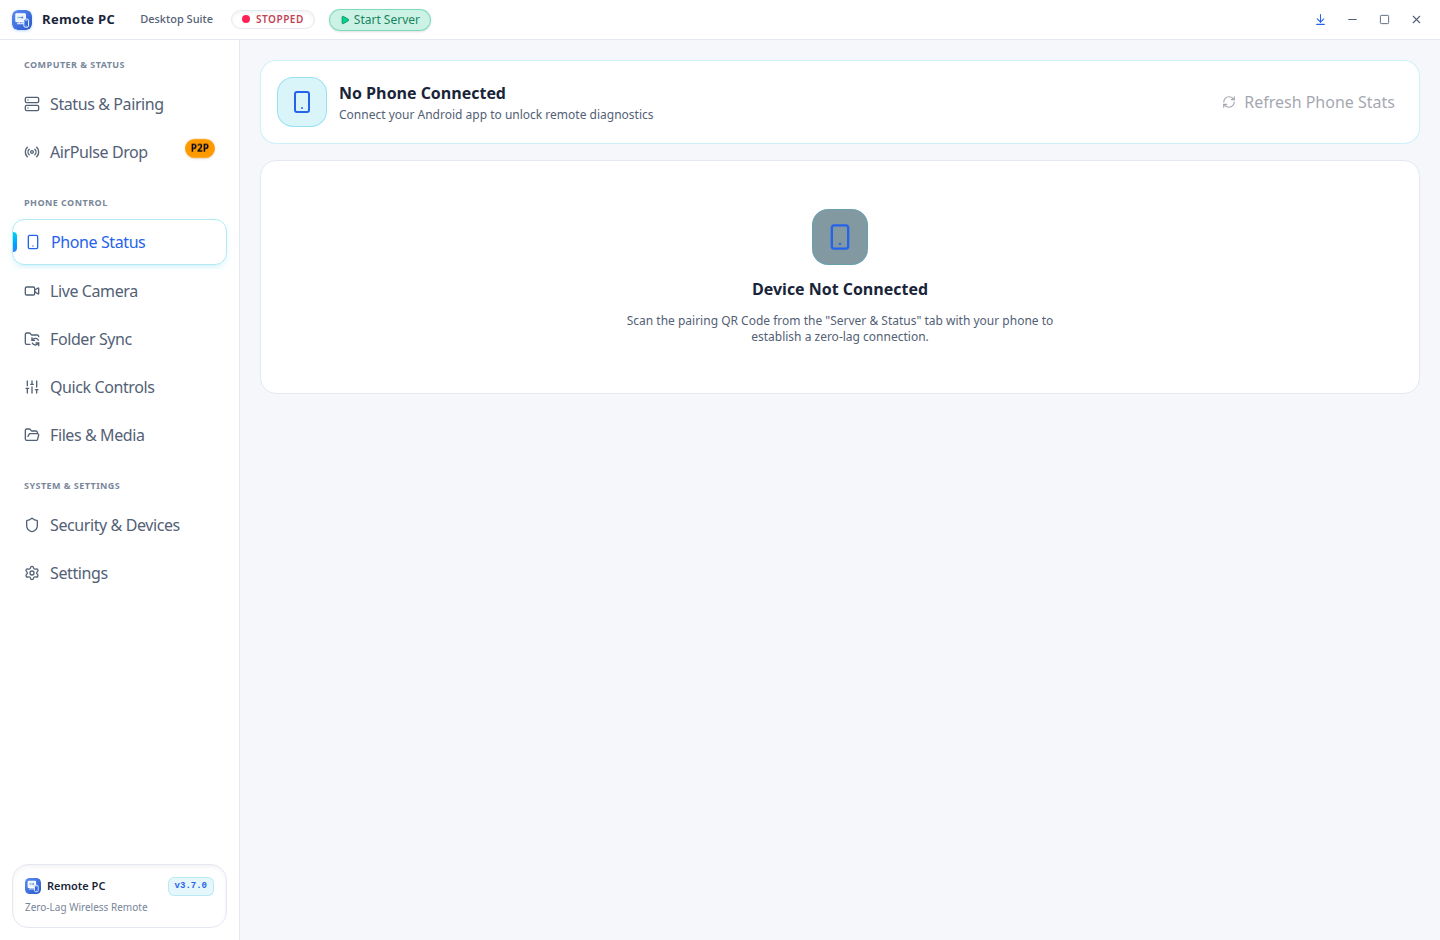 Remote PC
Desktop Suite
STOPPED
Start Server
COMPUTER & STATUS
Status & Pairing
AirPulse Drop
P2P
PHONE CONTROL
Phone Status
Live Camera
Folder Sync
Quick Controls
Files & Media
SYSTEM & SETTINGS
Security & Devices
Settings
Remote PC
v3.7.0
Zero-Lag Wireless Remote
No Phone Connected
Connect your Android app to unlock remote diagnostics
Refresh Phone Stats
Device Not Connected
Scan the pairing QR Code from the "Server & Status" tab with your phone to
establish a zero-lag connection.